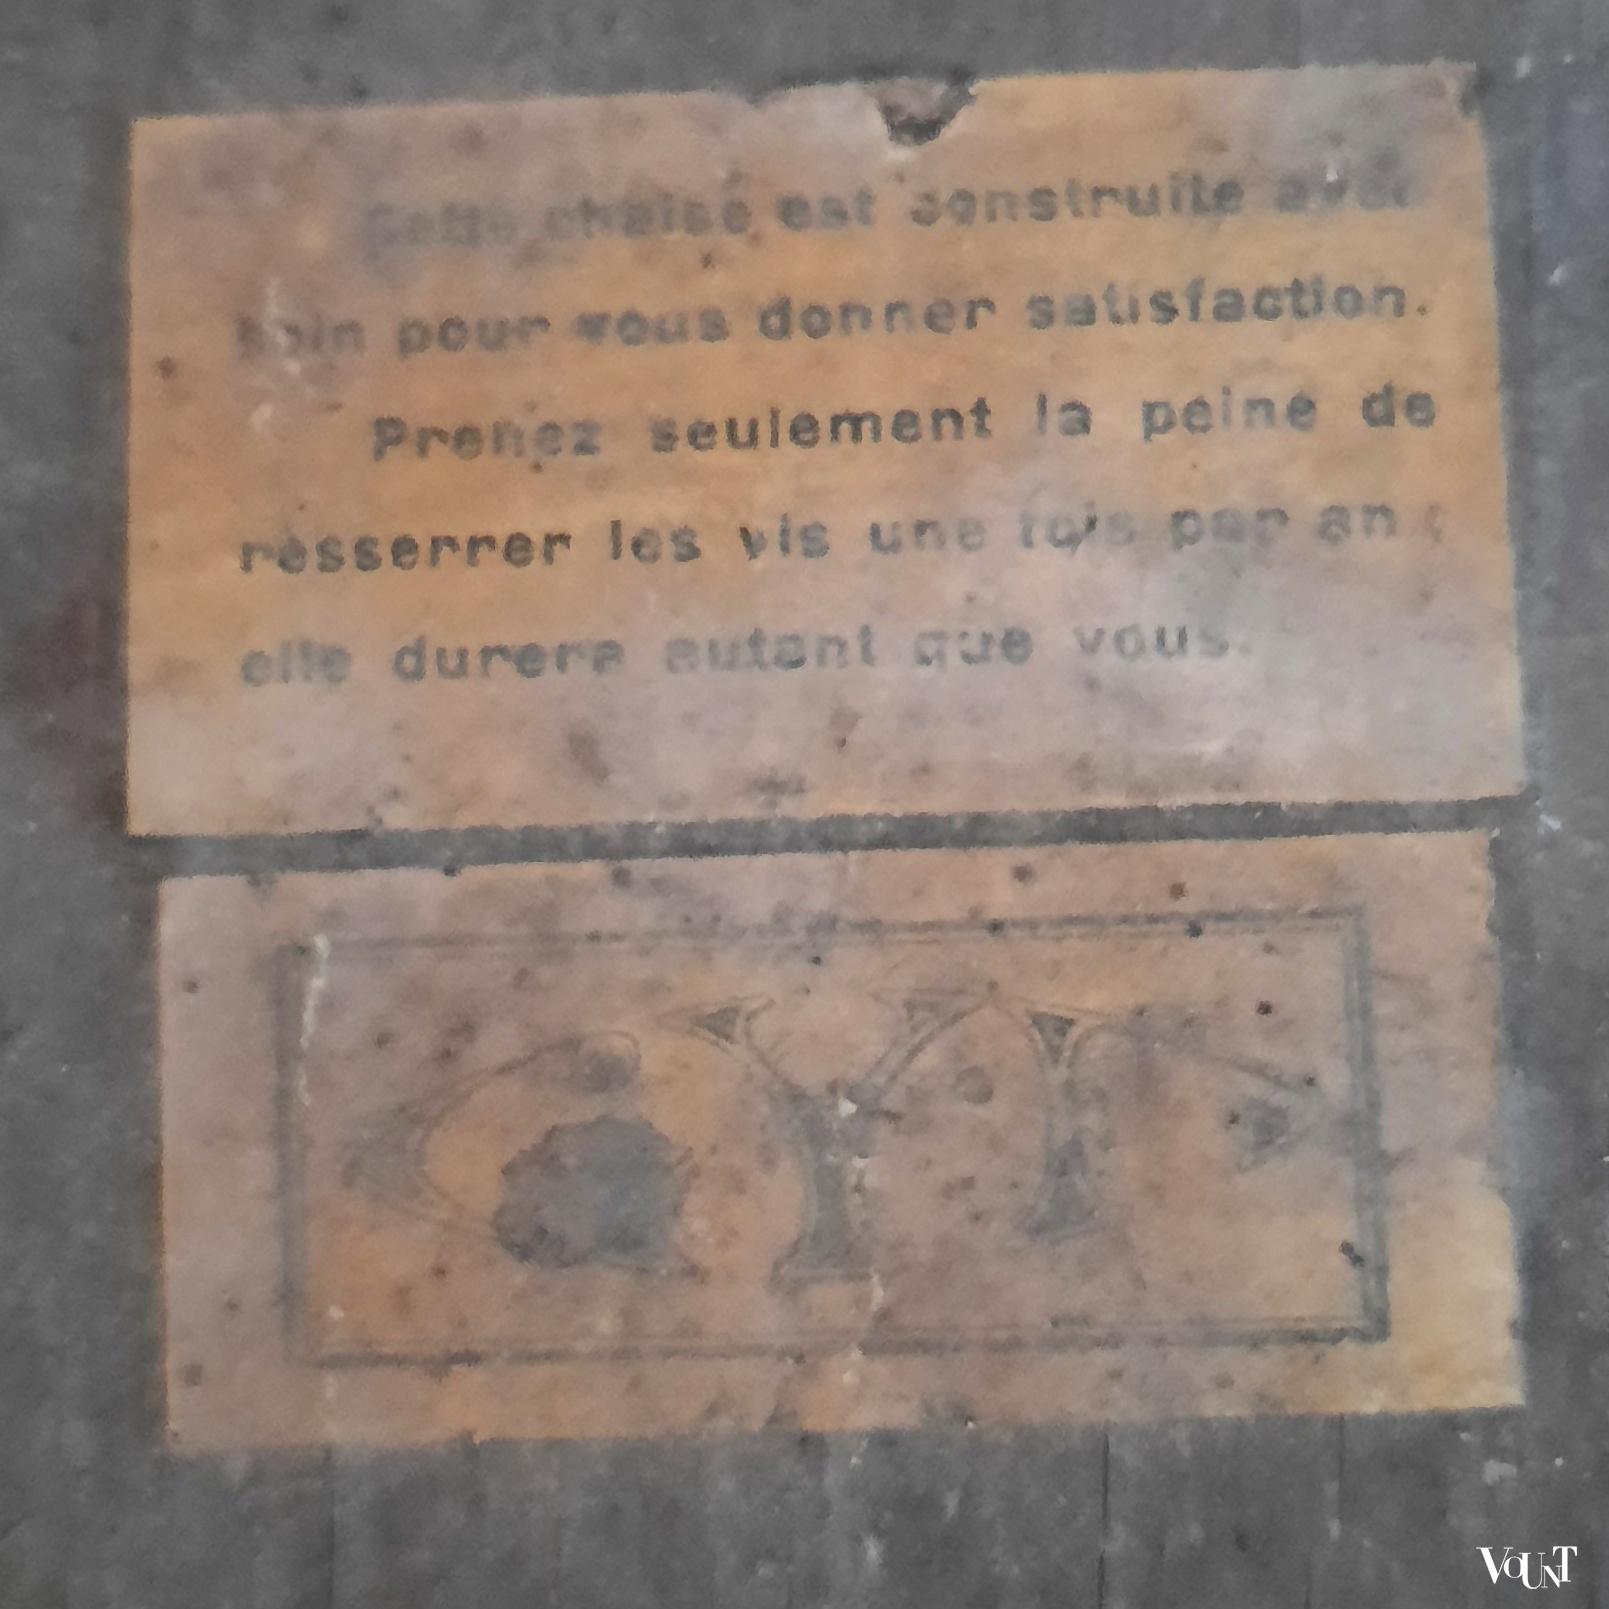 Cette chaise est construite avec
soin pour vous donner satisfaction.
Prenez seulement la peine de
resserrer les vis une fois par an ;
elle durera autant que vous.
VOUNT